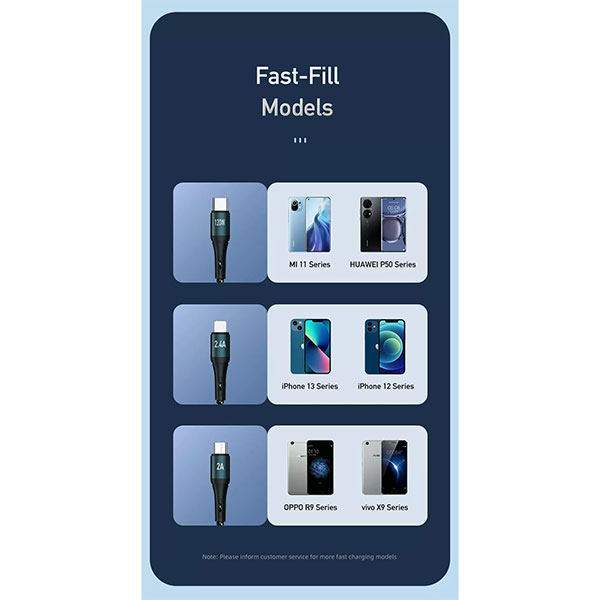 Fast-Fill
Models
120W
MI 11 Series
HUAWEI P50 Series
2.4A
iPhone 13 Series
iPhone 12 Series
2A
OPPO R9 Series
vivo X9 Series
Note: Please inform customer service for more fast charging models